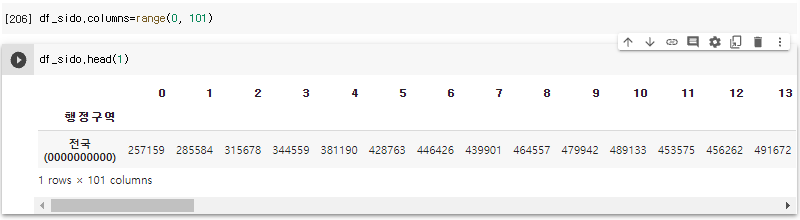 [206] df_sido.columns=range(0, 101)
df_sido.head(1)
0 1 2 3 4 5 6 7 8 9 10 11 12 13
행정구역
전국
(0000000000) 257159 285584 315678 344559 381190 428763 446426 439901 464557 479942 489133 453575 456262 491672
1 rows × 101 columns